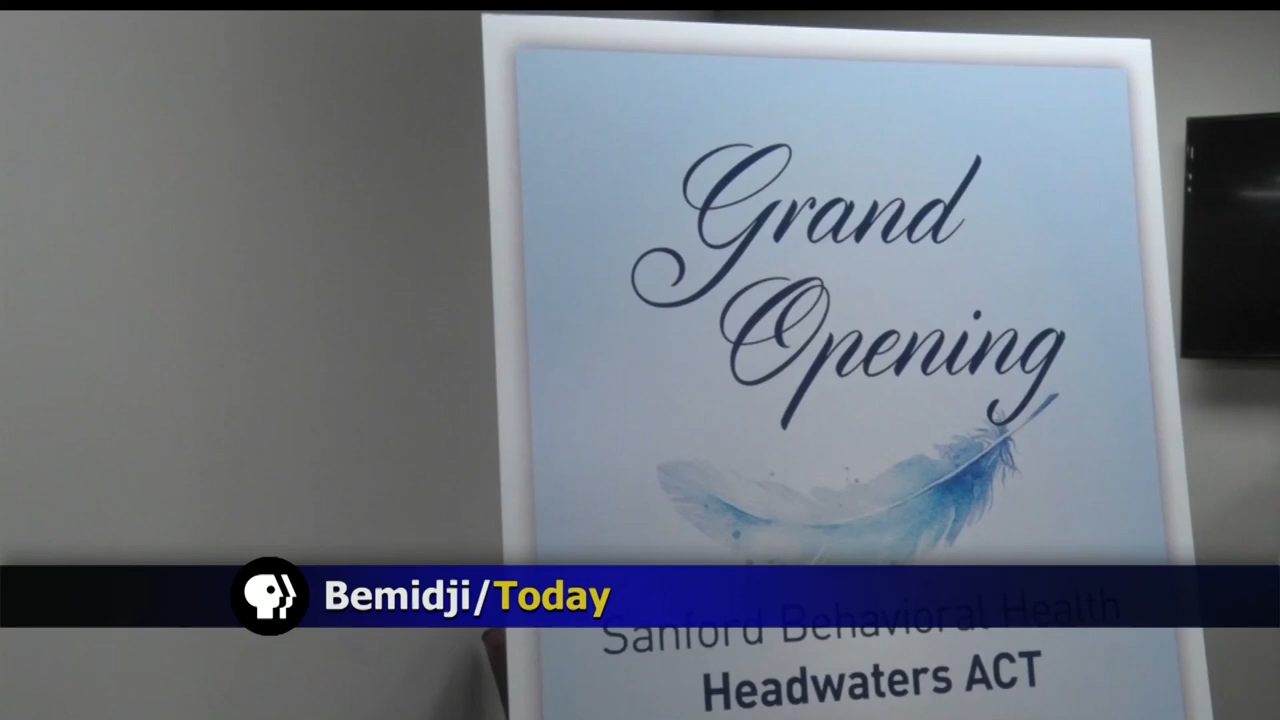 Grand
Opening
Bemidji/Today
Sanford Behavioral Health
Headwaters ACT